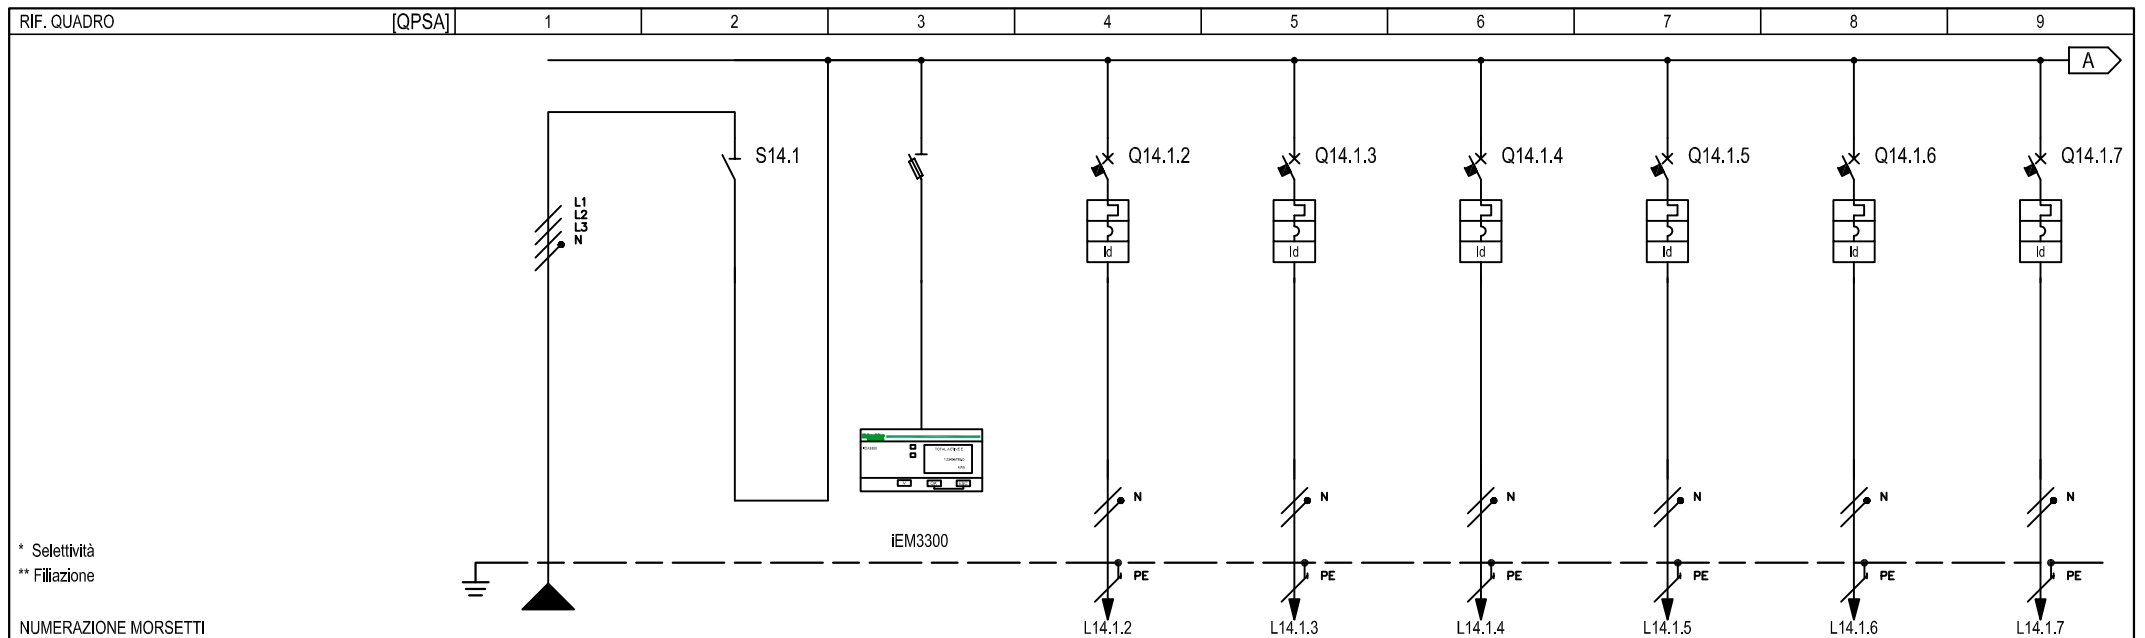 RIF. QUADRO [QPSA] 1 2 3 4 5 6 7 8 9
A
S14.1 Q14.1.2 Q14.1.3 Q14.1.4 Q14.1.5 Q14.1.6 Q14.1.7
L1
L2
L3
N
Id Id Id Id Id Id
TOTAL ACTIVE E
N N N N N N
iEM3300
* Selettività
** Filiazione
PE PE PE PE PE PE
NUMERAZIONE MORSETTI L14.1.2 L14.1.3 L14.1.4 L14.1.5 L14.1.6 L14.1.7